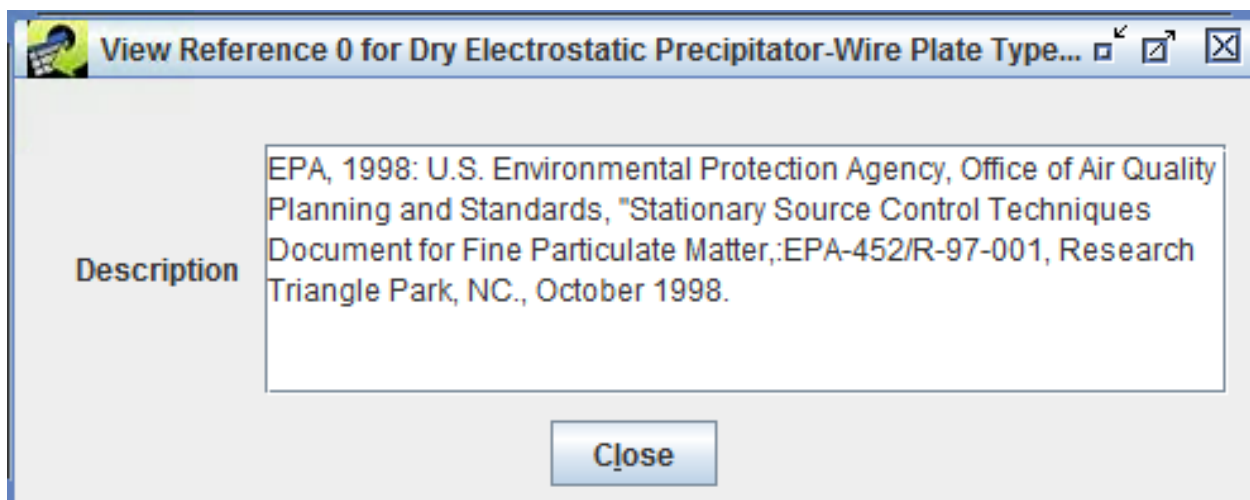 View Reference 0 for Dry Electrostatic Precipitator-Wire Plate Type...
EPA, 1998: U.S. Environmental Protection Agency, Office of Air Quality
Planning and Standards, "Stationary Source Control Techniques
Document for Fine Particulate Matter,:EPA-452/R-97-001, Research
Triangle Park, NC., October 1998.
Description
Close